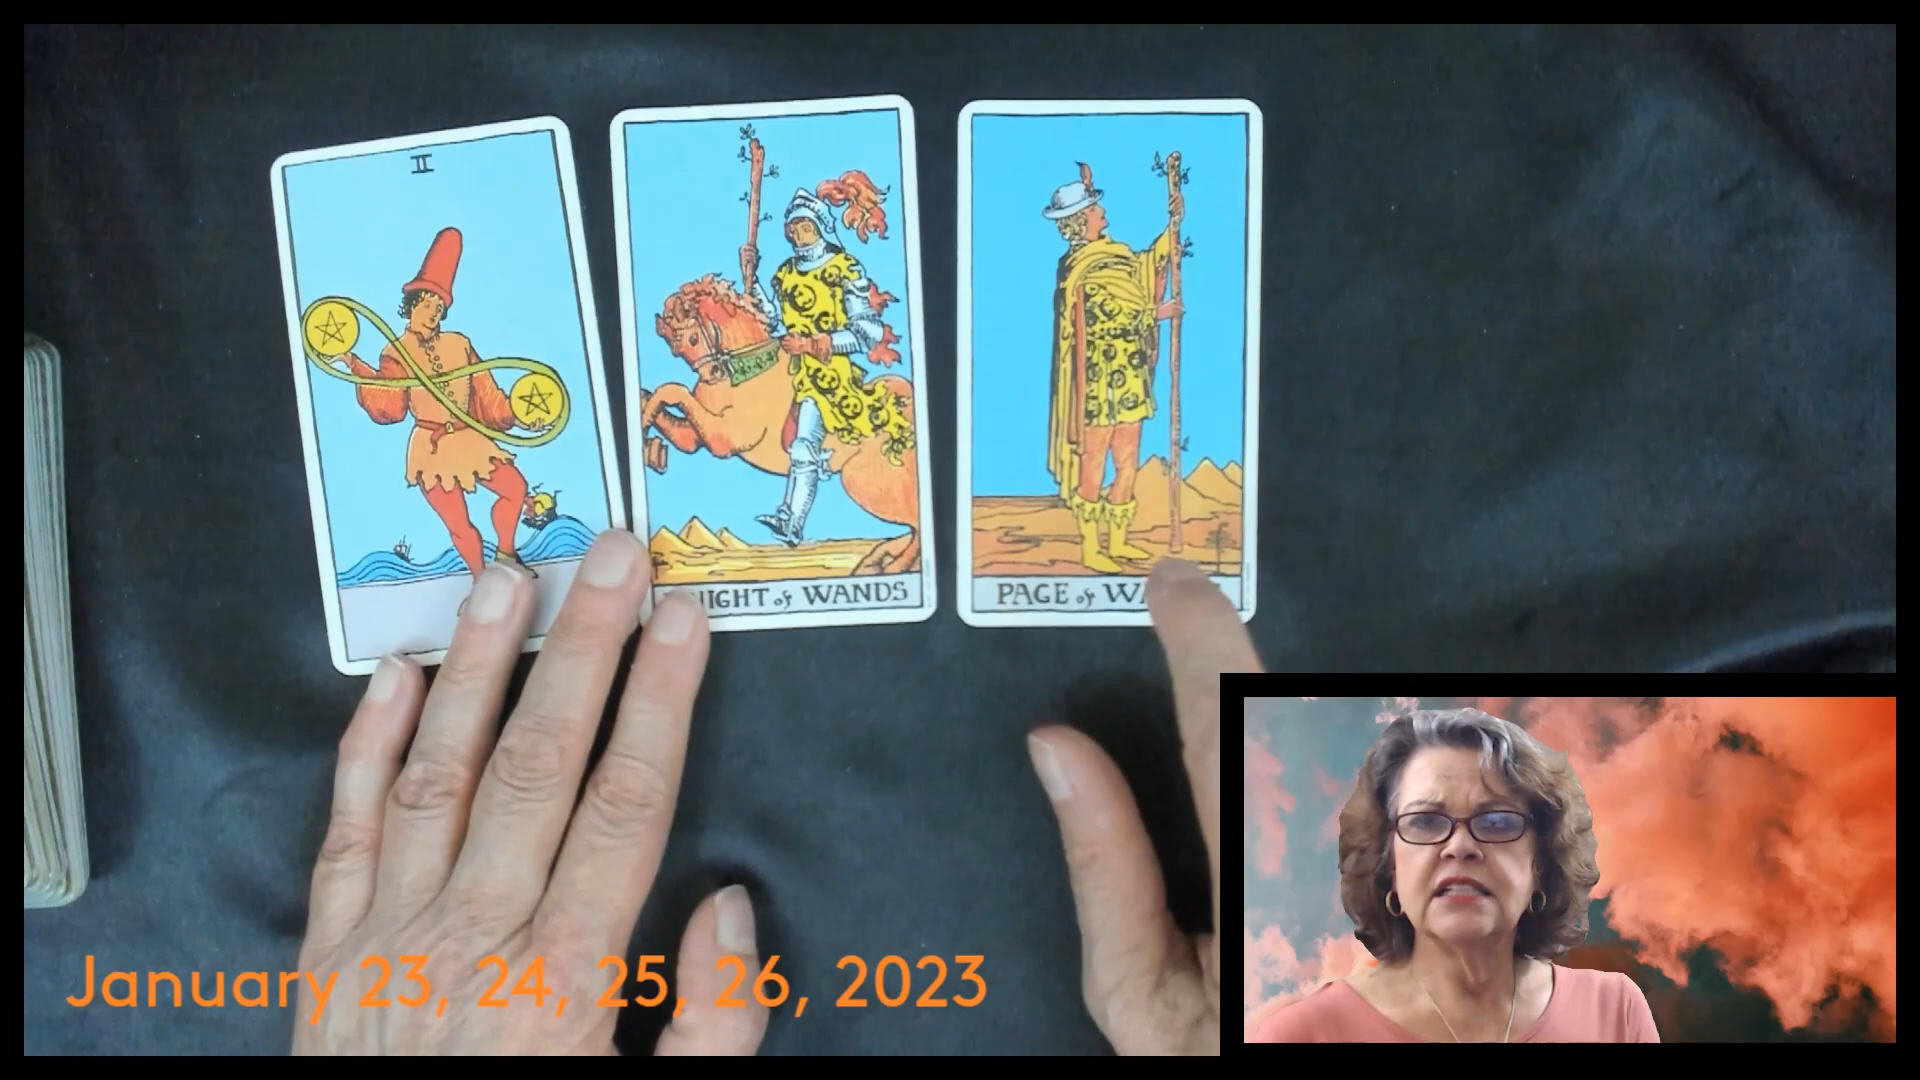 II
NIGHT of WANDS
PAGE of
January 23, 24, 25, 26, 2023